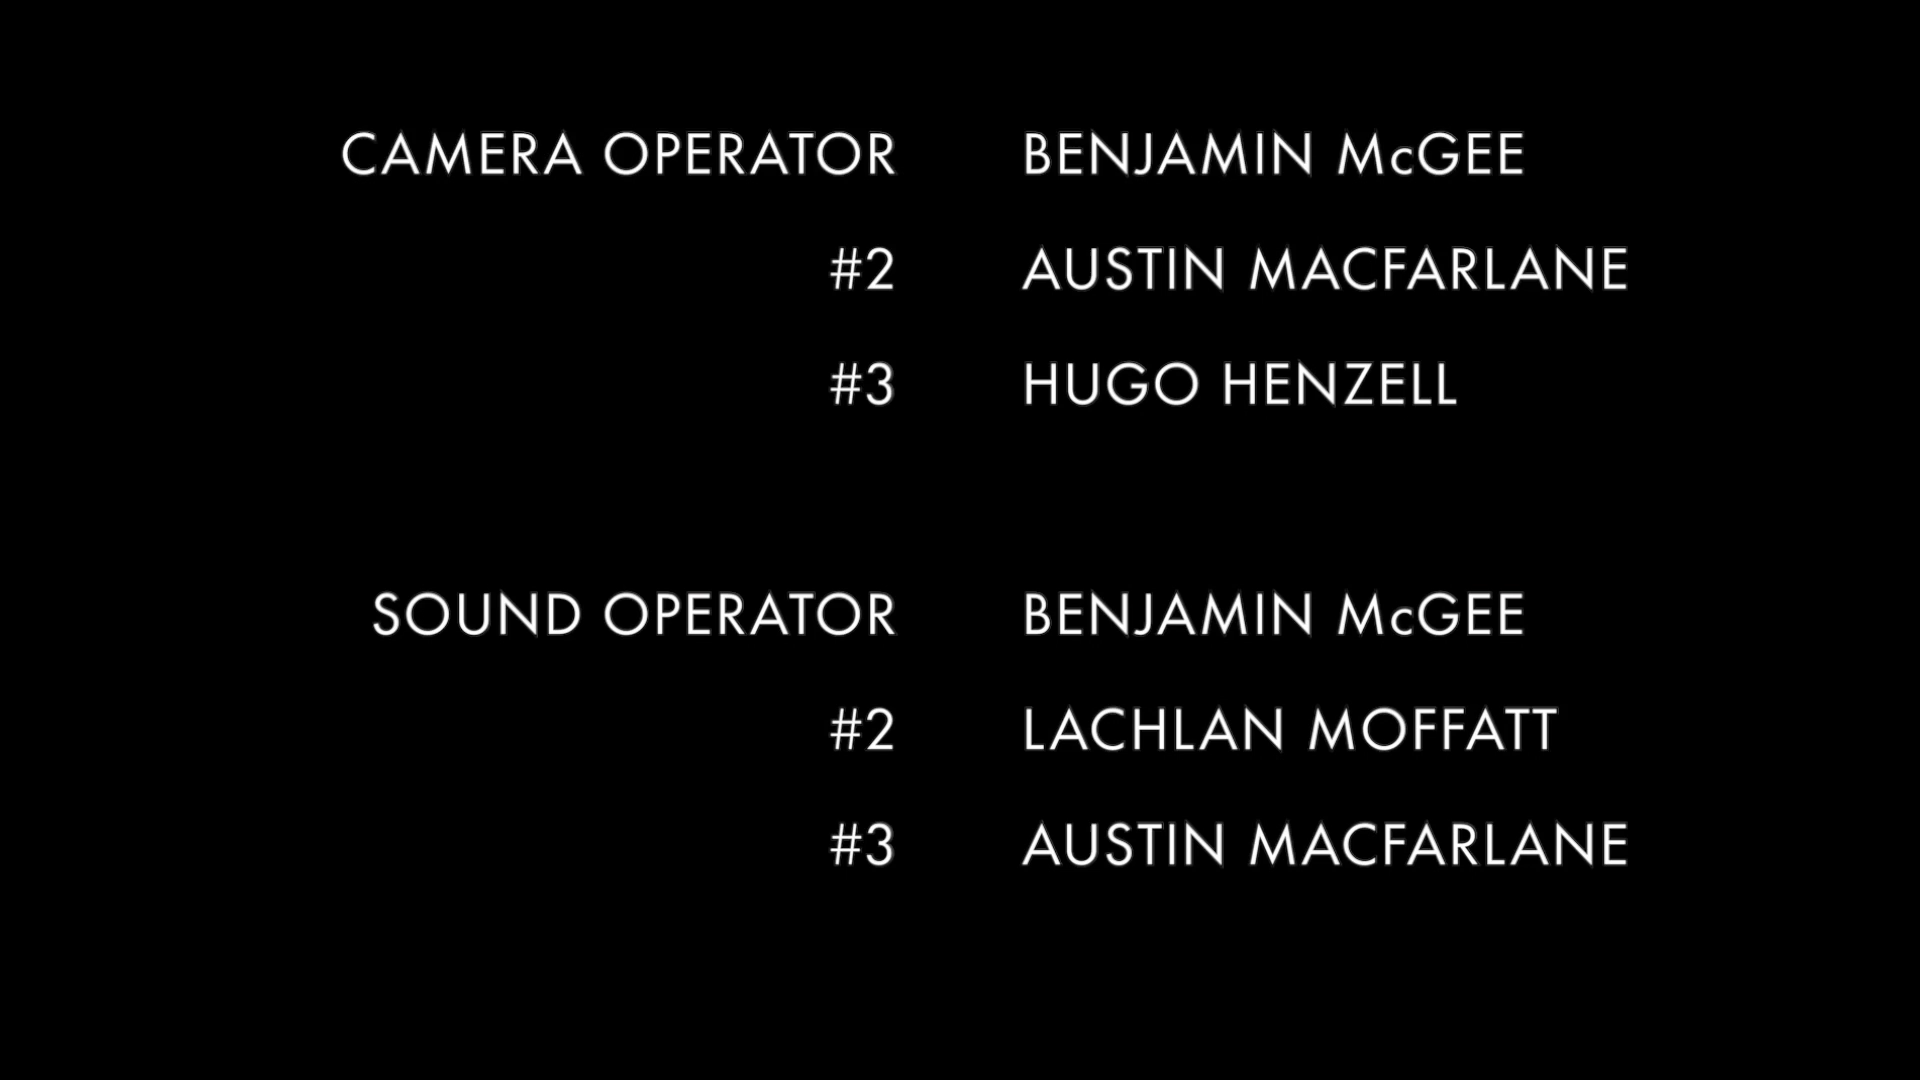 CAMERA OPERATOR BENJAMIN McGEE
#2 AUSTIN MACFARLANE
#3 HUGO HENZELL
SOUND OPERATOR BENJAMIN McGEE
#2 LACHLAN MOFFATT
#3 AUSTIN MACFARLANE